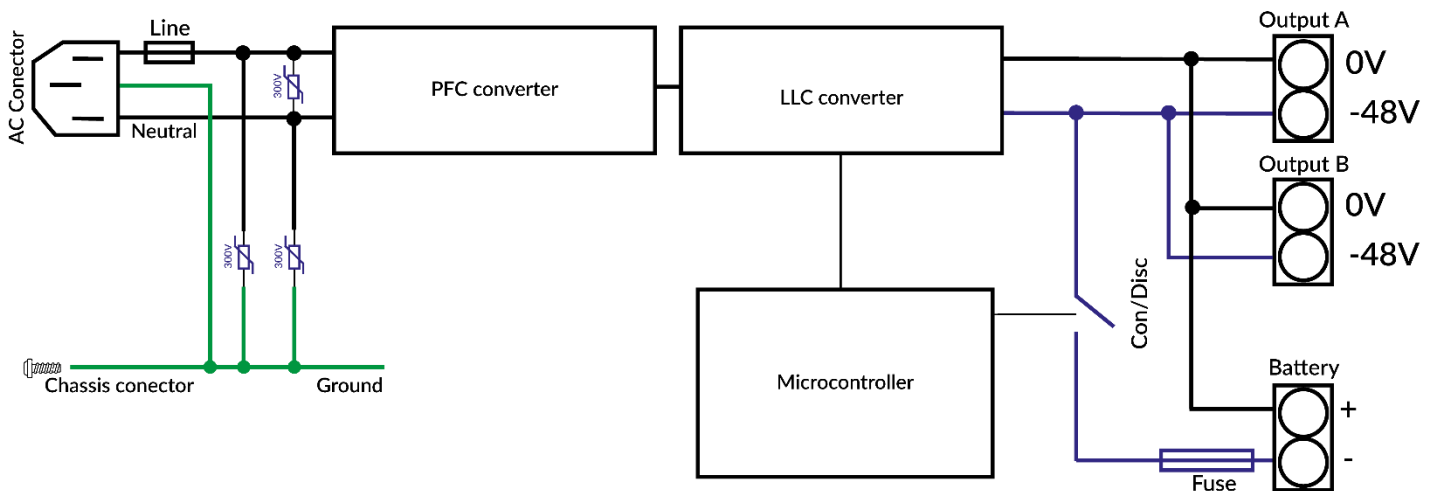 AC Conector
Line
Neutral
300V
300V
300V
Chassis conector
Ground
PFC converter
LLC converter
Microcontroller
Con/Disc
Output A
0V
-48V
Output B
0V
-48V
Battery
+
-
Fuse